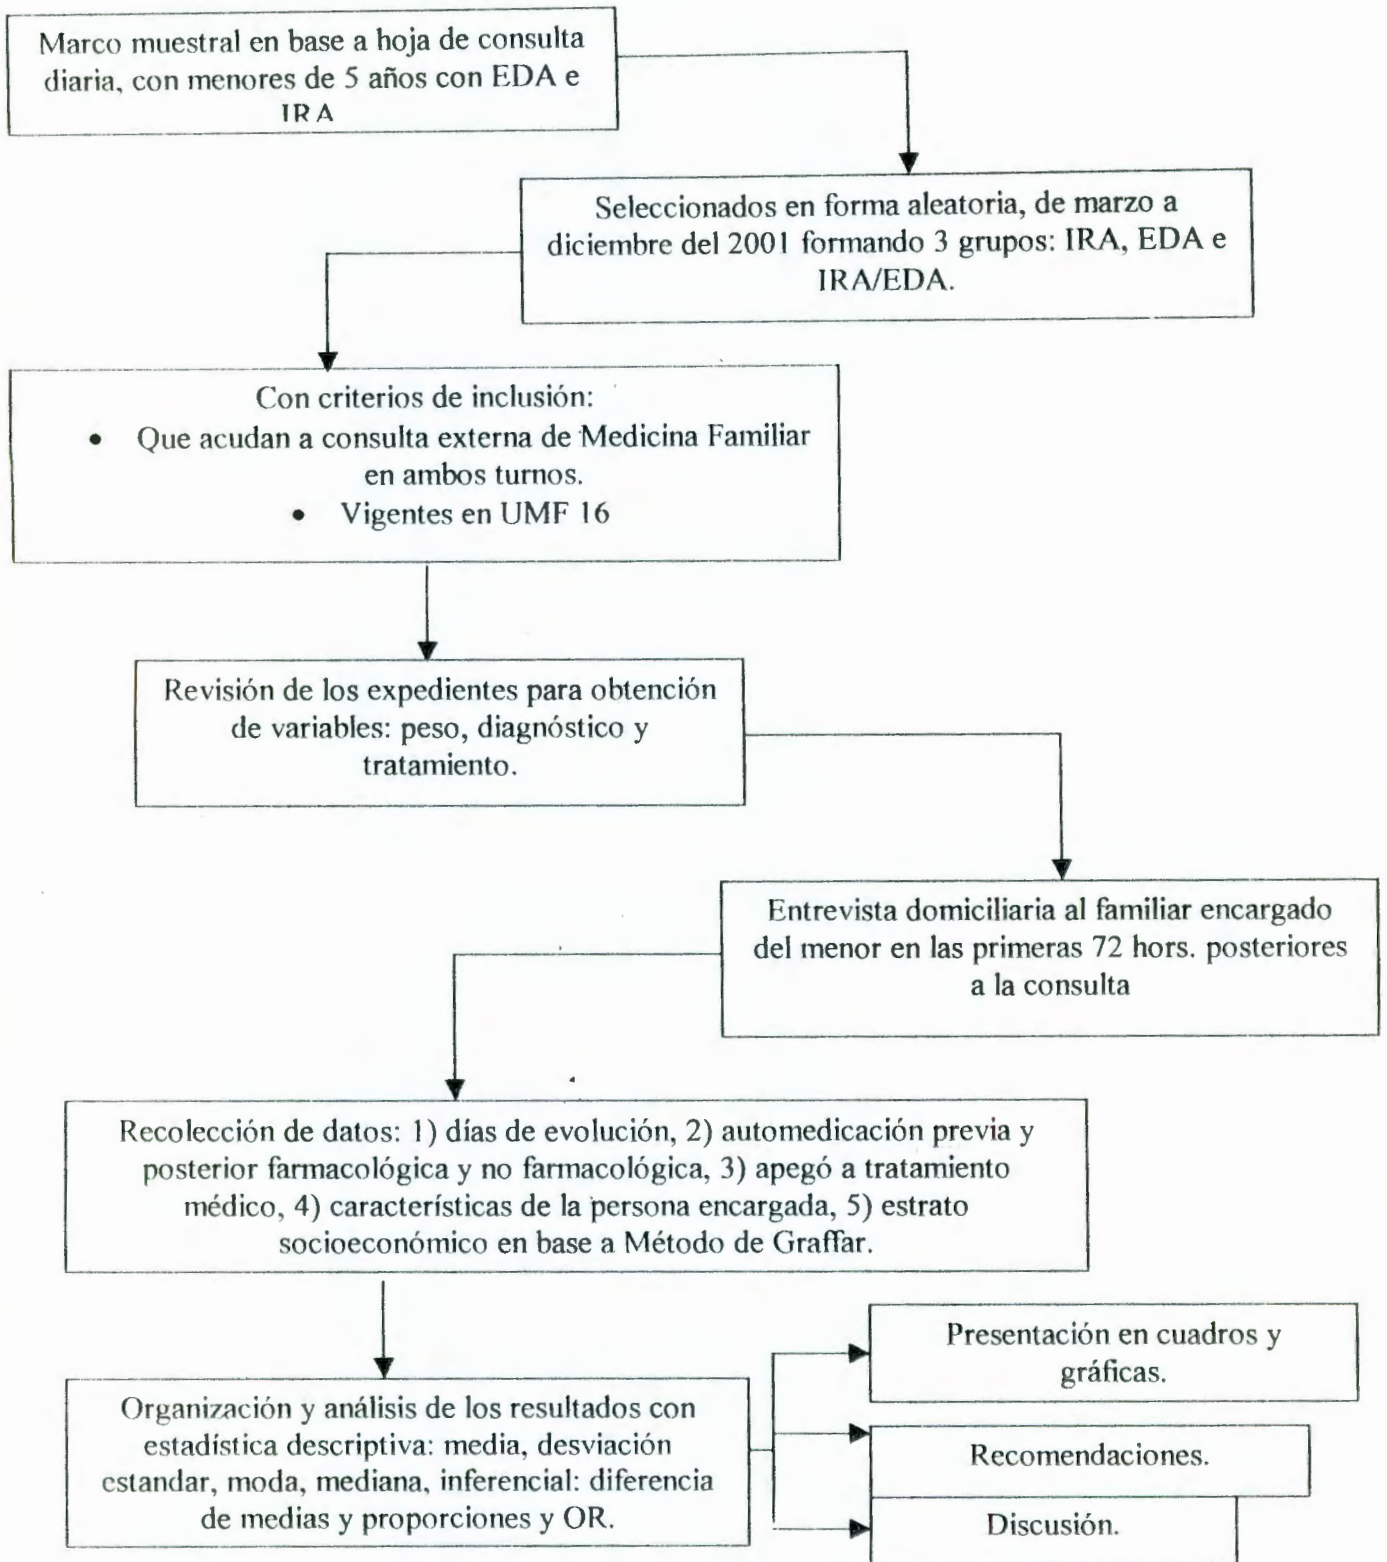 Marco muestral en base a hoja de consulta
diaria, con menores de 5 años con EDA e
IRA
Seleccionados en forma aleatoria, de marzo a
diciembre del 2001 formando 3 grupos: IRA, EDA e
IRA/EDA.
Con criterios de inclusión:
• Que acudan a consulta externa de Medicina Familiar
en ambos turnos.
• Vigentes en UMF 16
Revisión de los expedientes para obtención
de variables: peso, diagnóstico y
tratamiento.
Entrevista domiciliaria al familiar encargado
del menor en las primeras 72 hors. posteriores
a la consulta
Recolección de datos: 1) días de evolución, 2) automedicación previa y
posterior farmacológica y no farmacológica, 3) apegó a tratamiento
médico, 4) características de la persona encargada, 5) estrato
socioeconómico en base a Método de Graffar.
Organización y análisis de los resultados con
estadística descriptiva: media, desviación
estandar, moda, mediana, inferencial: diferencia
de medias y proporciones y OR.
Presentación en cuadros y
gráficas.
Recomendaciones.
Discusión.